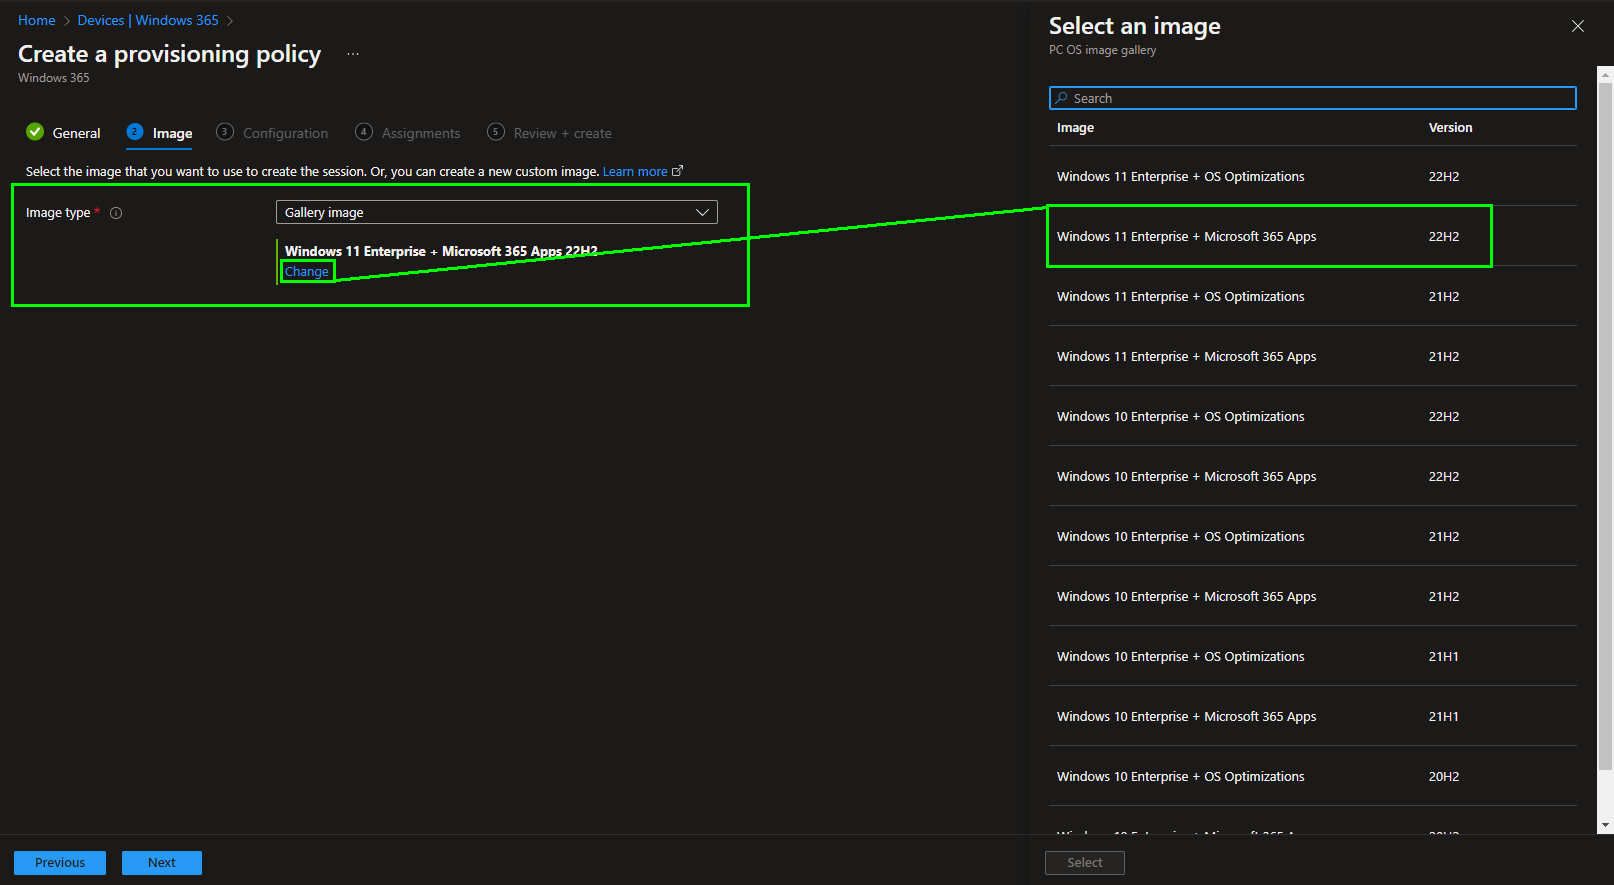 Home > Devices | Windows 365 >
Create a provisioning policy ...
Windows 365
General
2 Image
3 Configuration
4 Assignments
5 Review + create
Select the image that you want to use to create the session. Or, you can create a new custom image. Learn more
Image type *
Gallery image
Windows 11 Enterprise + Microsoft 365 Apps 22H2
Change
Previous
Next
Select an image
PC OS image gallery
Search
Image Version
Windows 11 Enterprise + OS Optimizations 22H2
Windows 11 Enterprise + Microsoft 365 Apps 22H2
Windows 11 Enterprise + OS Optimizations 21H2
Windows 11 Enterprise + Microsoft 365 Apps 21H2
Windows 10 Enterprise + OS Optimizations 22H2
Windows 10 Enterprise + Microsoft 365 Apps 22H2
Windows 10 Enterprise + OS Optimizations 21H2
Windows 10 Enterprise + Microsoft 365 Apps 21H2
Windows 10 Enterprise + OS Optimizations 21H1
Windows 10 Enterprise + Microsoft 365 Apps 21H1
Windows 10 Enterprise + OS Optimizations 20H2
Select